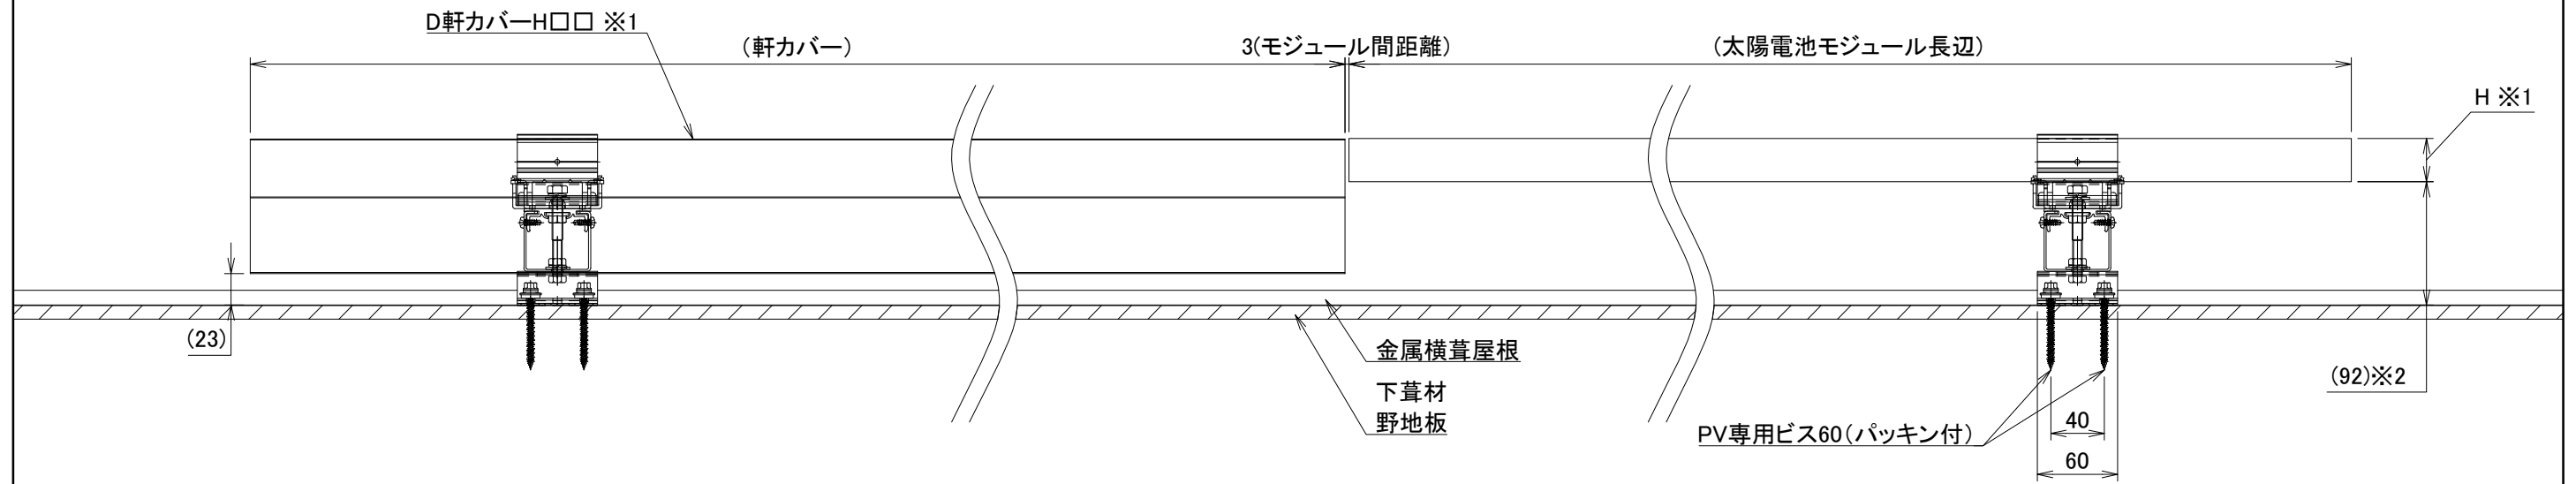 D軒カバーH□□ ※1
(軒カバー)
3(モジュール間距離)
(太陽電池モジュール長辺)
H ※1
(23)
金属横葺屋根
下葺材
野地板
(92)※2
PV専用ビス60(パッキン付)
40
60